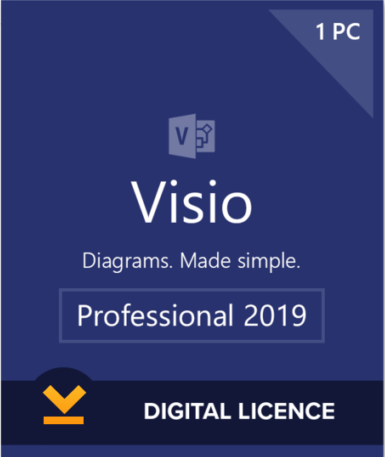 1 PC
V
Visio
Diagrams. Made simple.
Professional 2019
DIGITAL LICENCE